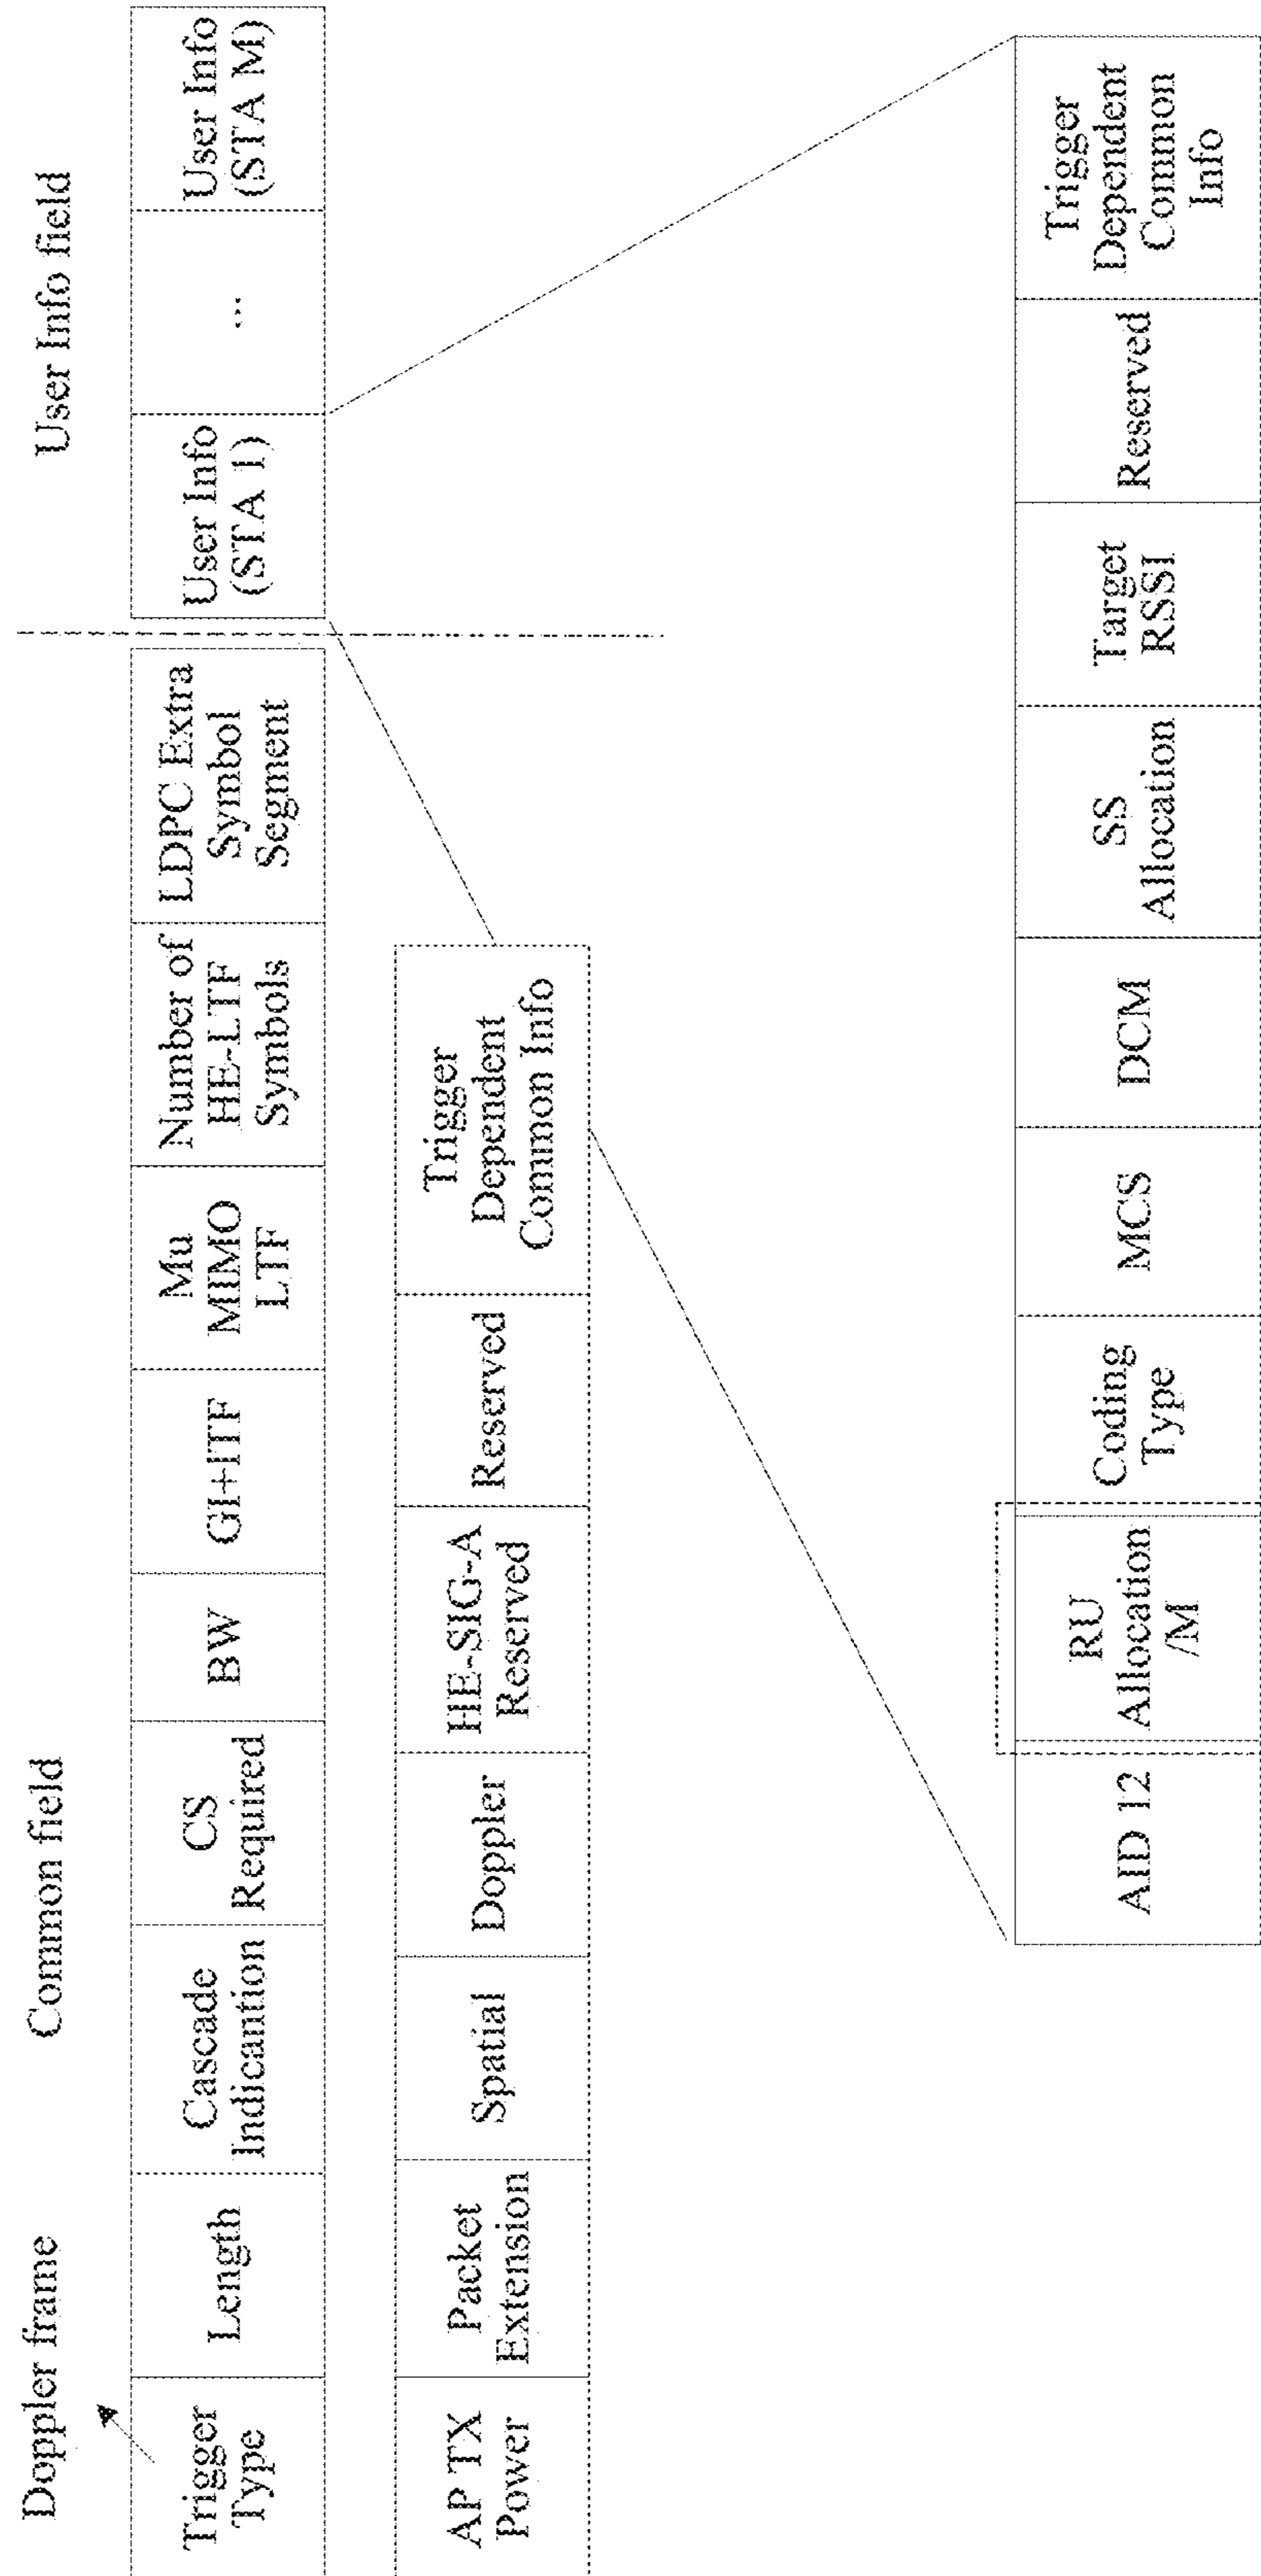 Doppler frame
Common field
User Info field
Trigger
Type
Length
Cascade
Indicantion
CS
Required
BW
GI+ITF
Mu
MIMO
LTF
Number of
HE-LTF
Symbols
LDPC Extra
Symbol
Segment
User Info
(STA 1)
...
User Info
(STA M)
AP TX
Power
Packet
Extension
Spatial
Doppler
HE-SIG-A
Reserved
Reserved
Trigger
Dependent
Common Info
AID 12
RU
Allocation
/M
Coding
Type
MCS
DCM
SS
Allocation
Target
RSSI
Reserved
Trigger
Dependent
Common
Info